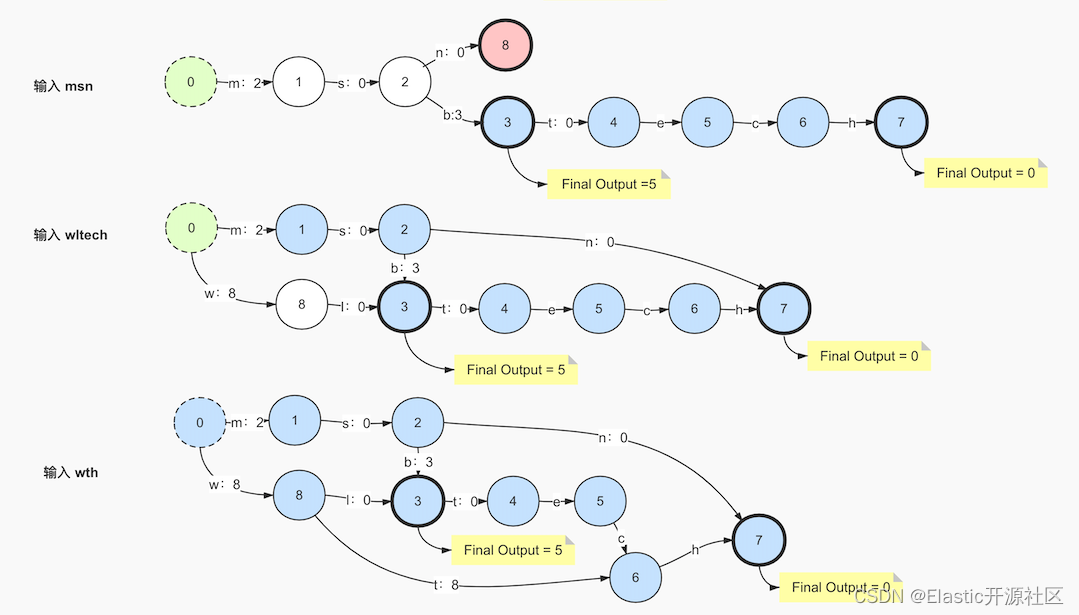 n：0
8
输入 msn
0
m：2
1
s：0
2
b:3
3
t：0
4
e
5
c
6
h
7
Final Output =5
Final Output = 0
输入 wltech
0
m：2
1
s：0
2
n：0
b：3
w：8
8
l：0
3
t：0
4
e
5
c
6
h
7
Final Output = 5
Final Output = 0
0
m：2
1
s：0
2
n：0
b：3
输入 wth
w：8
8
l：0
3
t：0
4
e
5
c
h
7
Final Output = 5
t：8
6
Final Output = 0
CSDN @Elastic开源社区